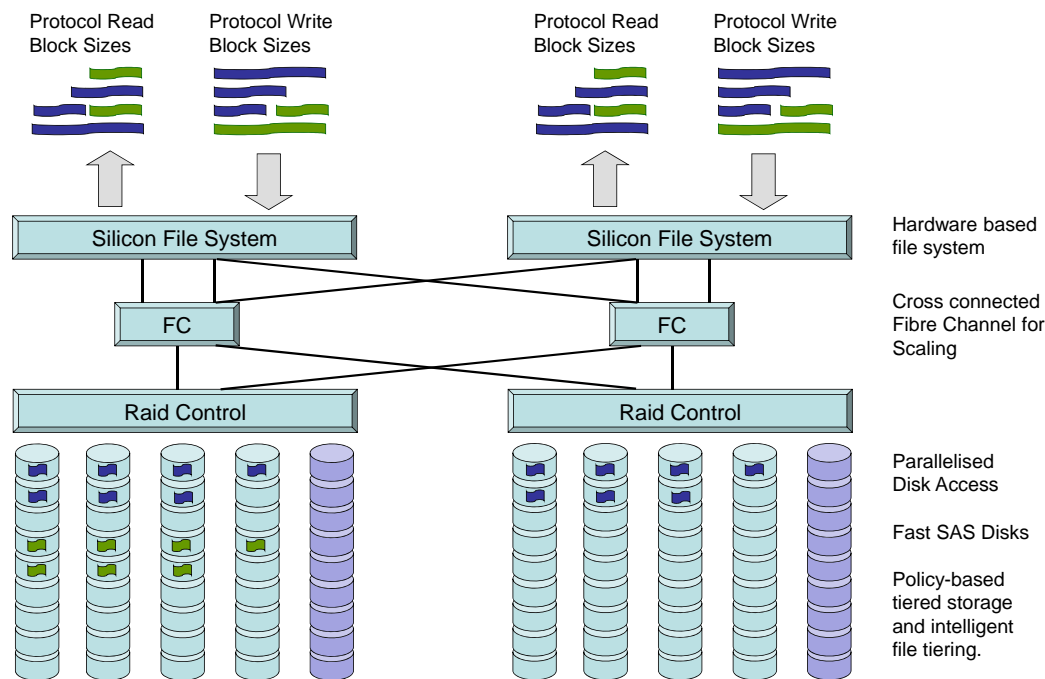 Protocol Read
Block Sizes
Protocol Write
Block Sizes
Protocol Read
Block Sizes
Protocol Write
Block Sizes
Silicon File System
Silicon File System
Hardware based
file system
FC
FC
Cross connected
Fibre Channel for
Scaling
Raid Control
Raid Control
Parallelised
Disk Access
Fast SAS Disks
Policy-based
tiered storage
and intelligent
file tiering.